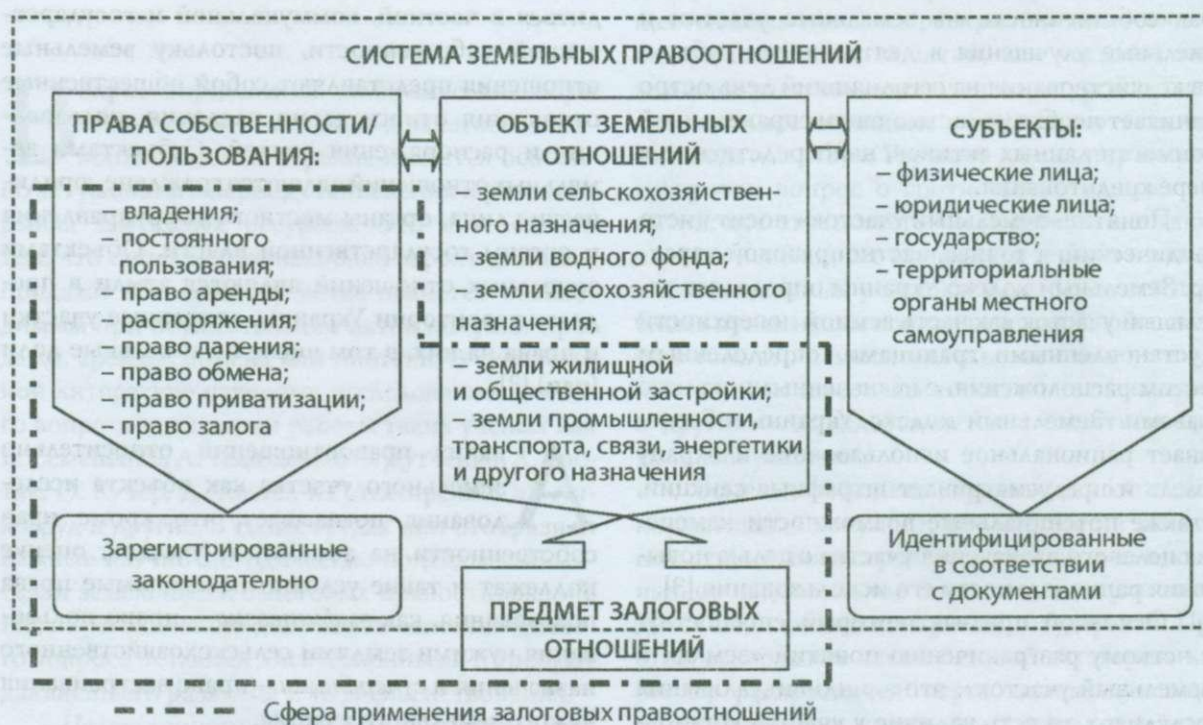 СИСТЕМА ЗЕМЕЛЬНЫХ ПРАВООТНОШЕНИЙ
ПРАВА СОБСТВЕННОСТИ/
ПОЛЬЗОВАНИЯ:
– владения;
– постоянного
пользования;
– право аренды;
– распоряжения;
– право дарения;
– право обмена;
– право приватизации;
– право залога
Зарегистрированные
законодательно
ОБЪЕКТ ЗЕМЕЛЬНЫХ
ОТНОШЕНИЙ
– земли сельскохозяйствен-
ного назначения;
– земли водного фонда;
– земли лесохозяйственного
назначения;
– земли жилищной
и общественной застройки;
– земли промышленности,
транспорта, связи, энергетики
и другого назначения
ПРЕДМЕТ ЗАЛОГОВЫХ
ОТНОШЕНИЙ
СУБЪЕКТЫ:
– физические лица;
– юридические лица;
– государство;
– территориальные
органы местного
самоуправления
Идентифицированные
в соответствии
с документами
Сфера применения залоговых правоотношений